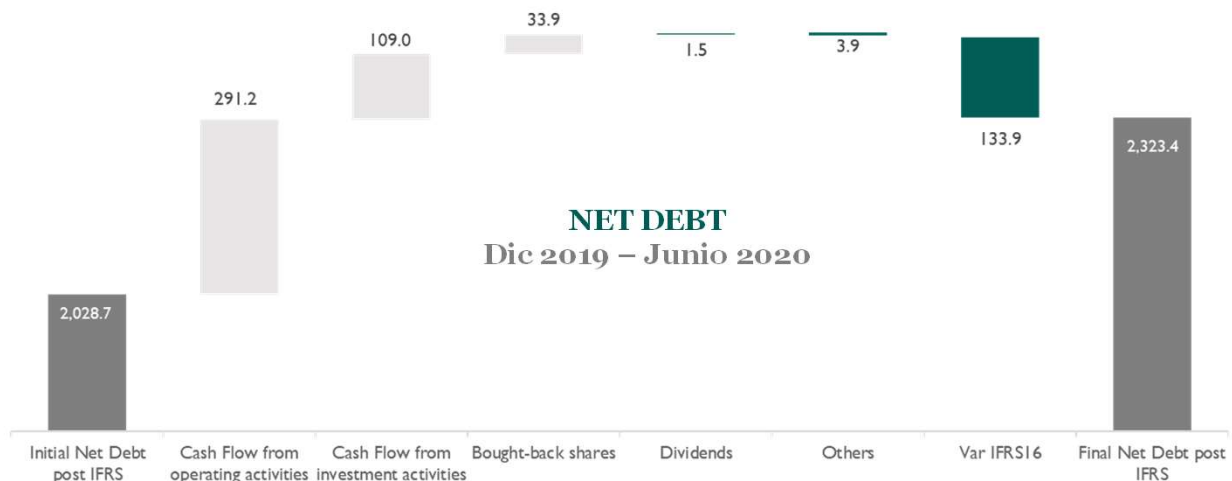 33.9
109.0
1.5
3.9
291.2
133.9
2,323.4
NET DEBT
Dic 2019 – Junio 2020
2,028.7
Initial Net Debt
post IFRS
Cash Flow from
operating activities
Cash Flow from
investment activities
Bought-back shares
Dividends
Others
Var IFRS16
Final Net Debt post
IFRS